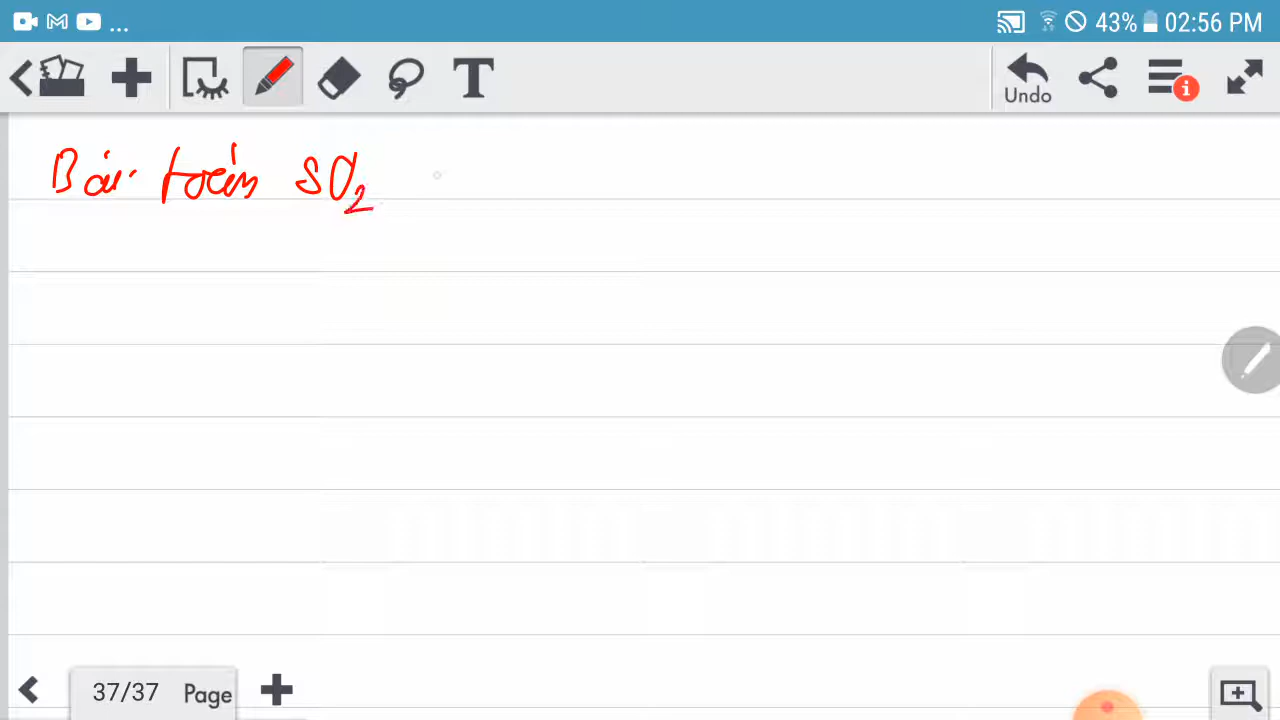 ... 43% 02:56 PM
T Undo
Bài toán SO₂
37/37 Page